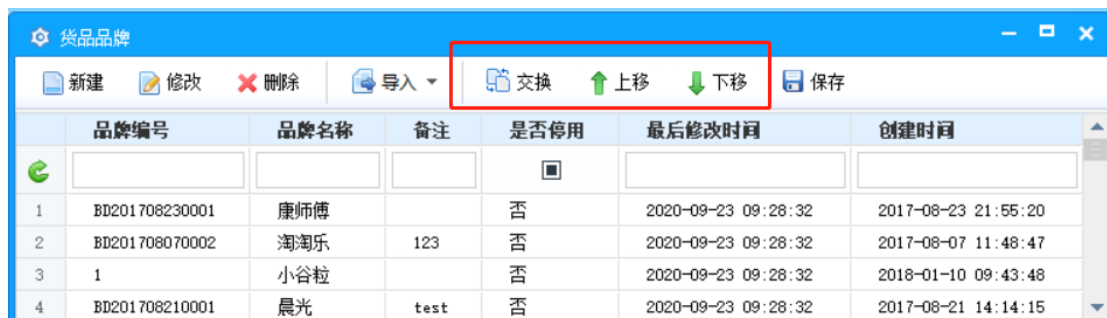 货品品牌
新建 修改 删除 导入 交换 上移 下移 保存
品牌编号 品牌名称 备注 是否停用 最后修改时间 创建时间
1 BD201708230001 康师傅 否 2020-09-23 09:28:32 2017-08-23 21:55:20
2 BD201708070002 淘淘乐 123 否 2020-09-23 09:28:32 2017-08-07 11:48:47
3 1 小谷粒 否 2020-09-23 09:28:32 2018-01-10 09:43:48
4 BD201708210001 晨光 test 否 2020-09-23 09:28:32 2017-08-21 14:14:15